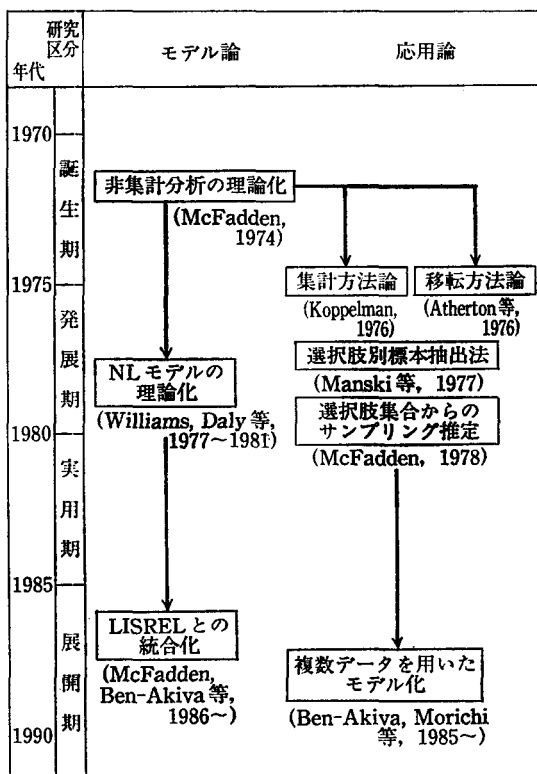 研究
区分
年代
モデル論
応用論
1970
誕生期
非集計分析の理論化
(McFadden,
1974)
1975
集計方法論
(Koppelman,
1976)
移転方法論
(Atherton等,
1976)
発展期
選択肢別標本抽出法
(Manski等, 1977)
NLモデルの
理論化
(Williams, Daly等,
1977~1981)
選択肢集合からの
サンプリング推定
(McFadden, 1978)
1980
実用期
1985
展開期
LISRELとの
統合化
(McFadden,
Ben-Akiva等,
1986~)
複数データを用いた
モデル化
(Ben-Akiva, Morichi
等, 1985~)
1990